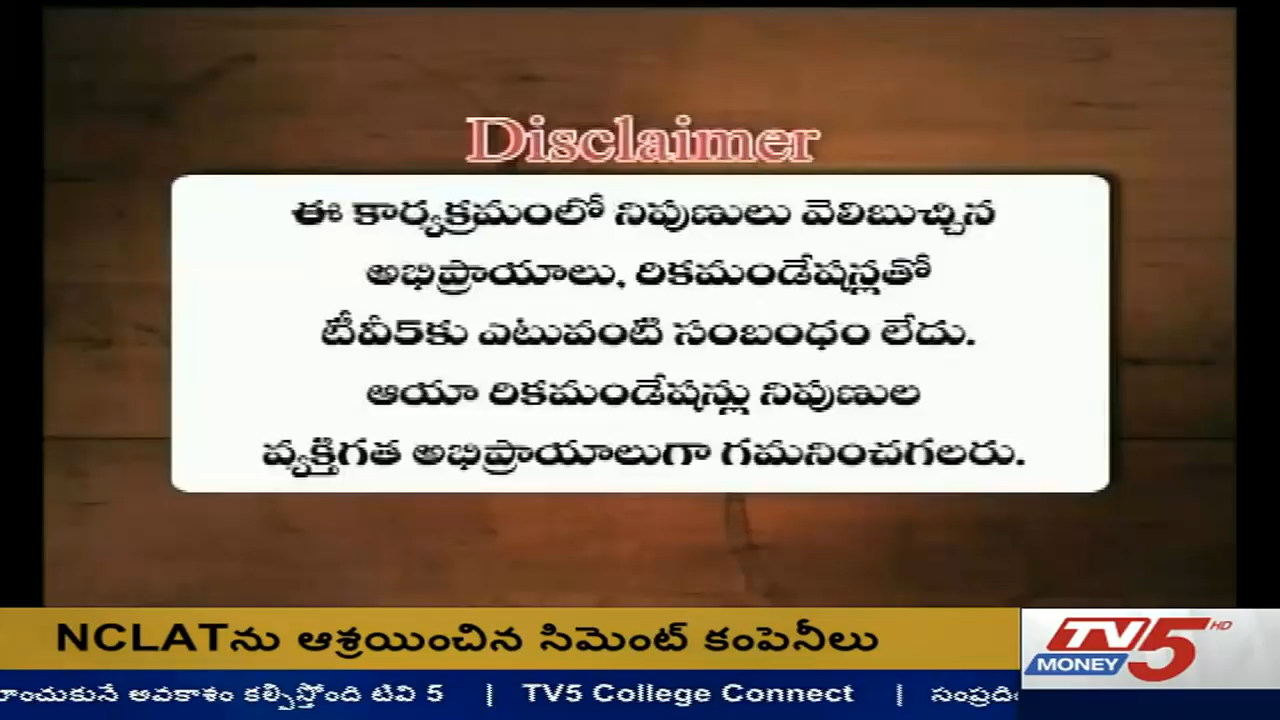 Disclaimer
ఈ కార్యక్రమంలో నిపుణులు వెలిబుచ్చిన
అభిప్రాయాలు, రికమండేషన్లతో
టీవీ5కు ఎటువంటి సంబంధం లేదు.
ఆయా రికమండేషన్లు నిపుణుల
వ్యక్తిగత అభిప్రాయాలుగా గమనించగలరు.
NCLATను ఆశ్రయించిన సిమెంట్ కంపెనీలు
TV5 HD
MONEY
అవకాశం కల్పిస్తోంది టివి 5 | TV5 College Connect |